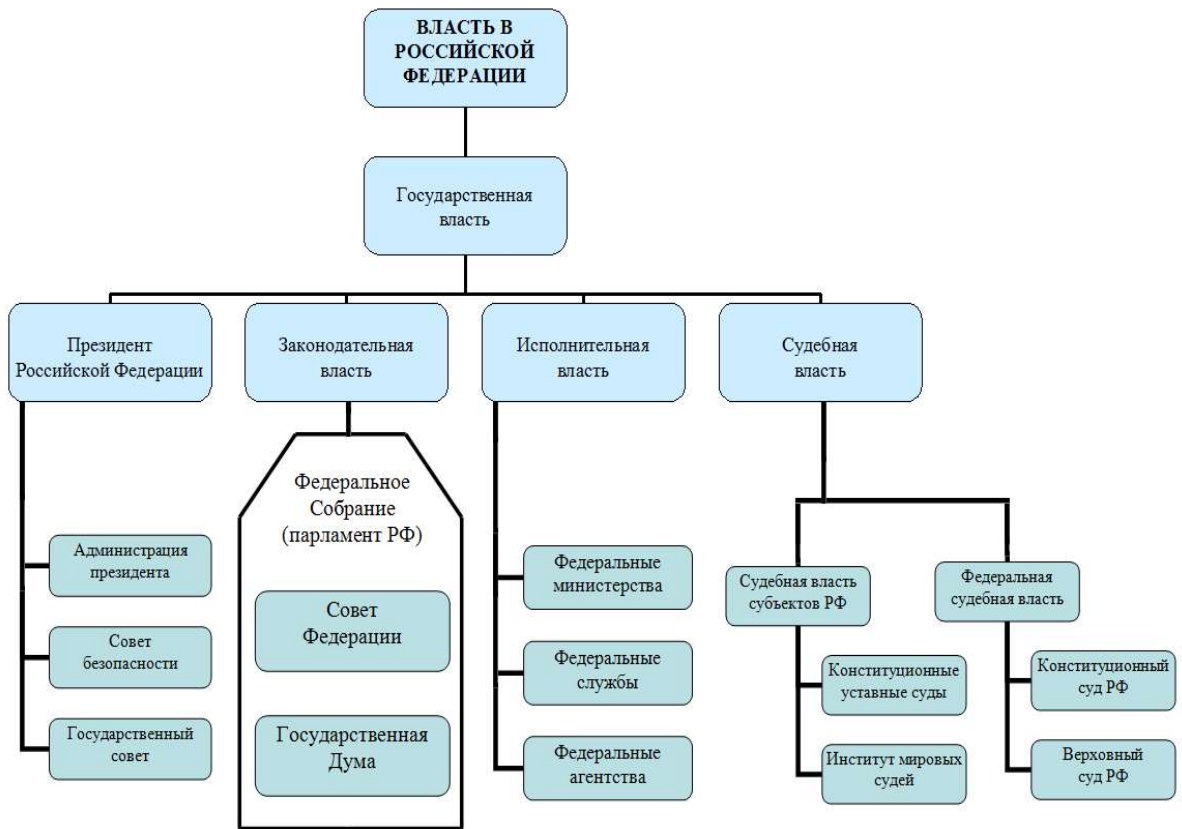 ВЛАСТЬ В
РОССИЙСКОЙ
ФЕДЕРАЦИИ
Государственная
власть
Президент
Российской Федерации
Законодательная
власть
Исполнительная
власть
Судебная
власть
Администрация
президента
Совет
безопасности
Государственный
совет
Федеральное
Собрание
(парламент РФ)
Совет
Федерации
Государственная
Дума
Федеральные
министерства
Федеральные
службы
Федеральные
агентства
Судебная власть
субъектов РФ
Конституционные
уставные суды
Институт мировых
судей
Федеральная
судебная власть
Конституционный
суд РФ
Верховный
суд РФ